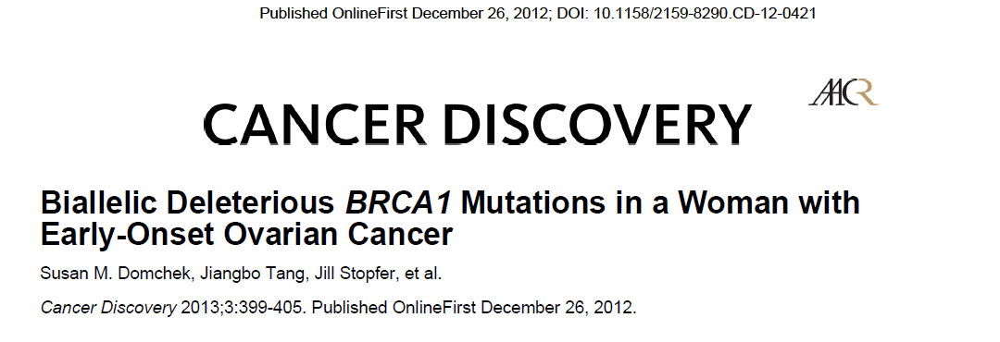 Published OnlineFirst December 26, 2012; DOI: 10.1158/2159-8290.CD-12-0421
AACR
CANCER DISCOVERY
Biallelic Deleterious BRCA1 Mutations in a Woman with
Early-Onset Ovarian Cancer
Susan M. Domchek, Jiangbo Tang, Jill Stopfer, et al.
Cancer Discovery 2013;3:399-405. Published OnlineFirst December 26, 2012.